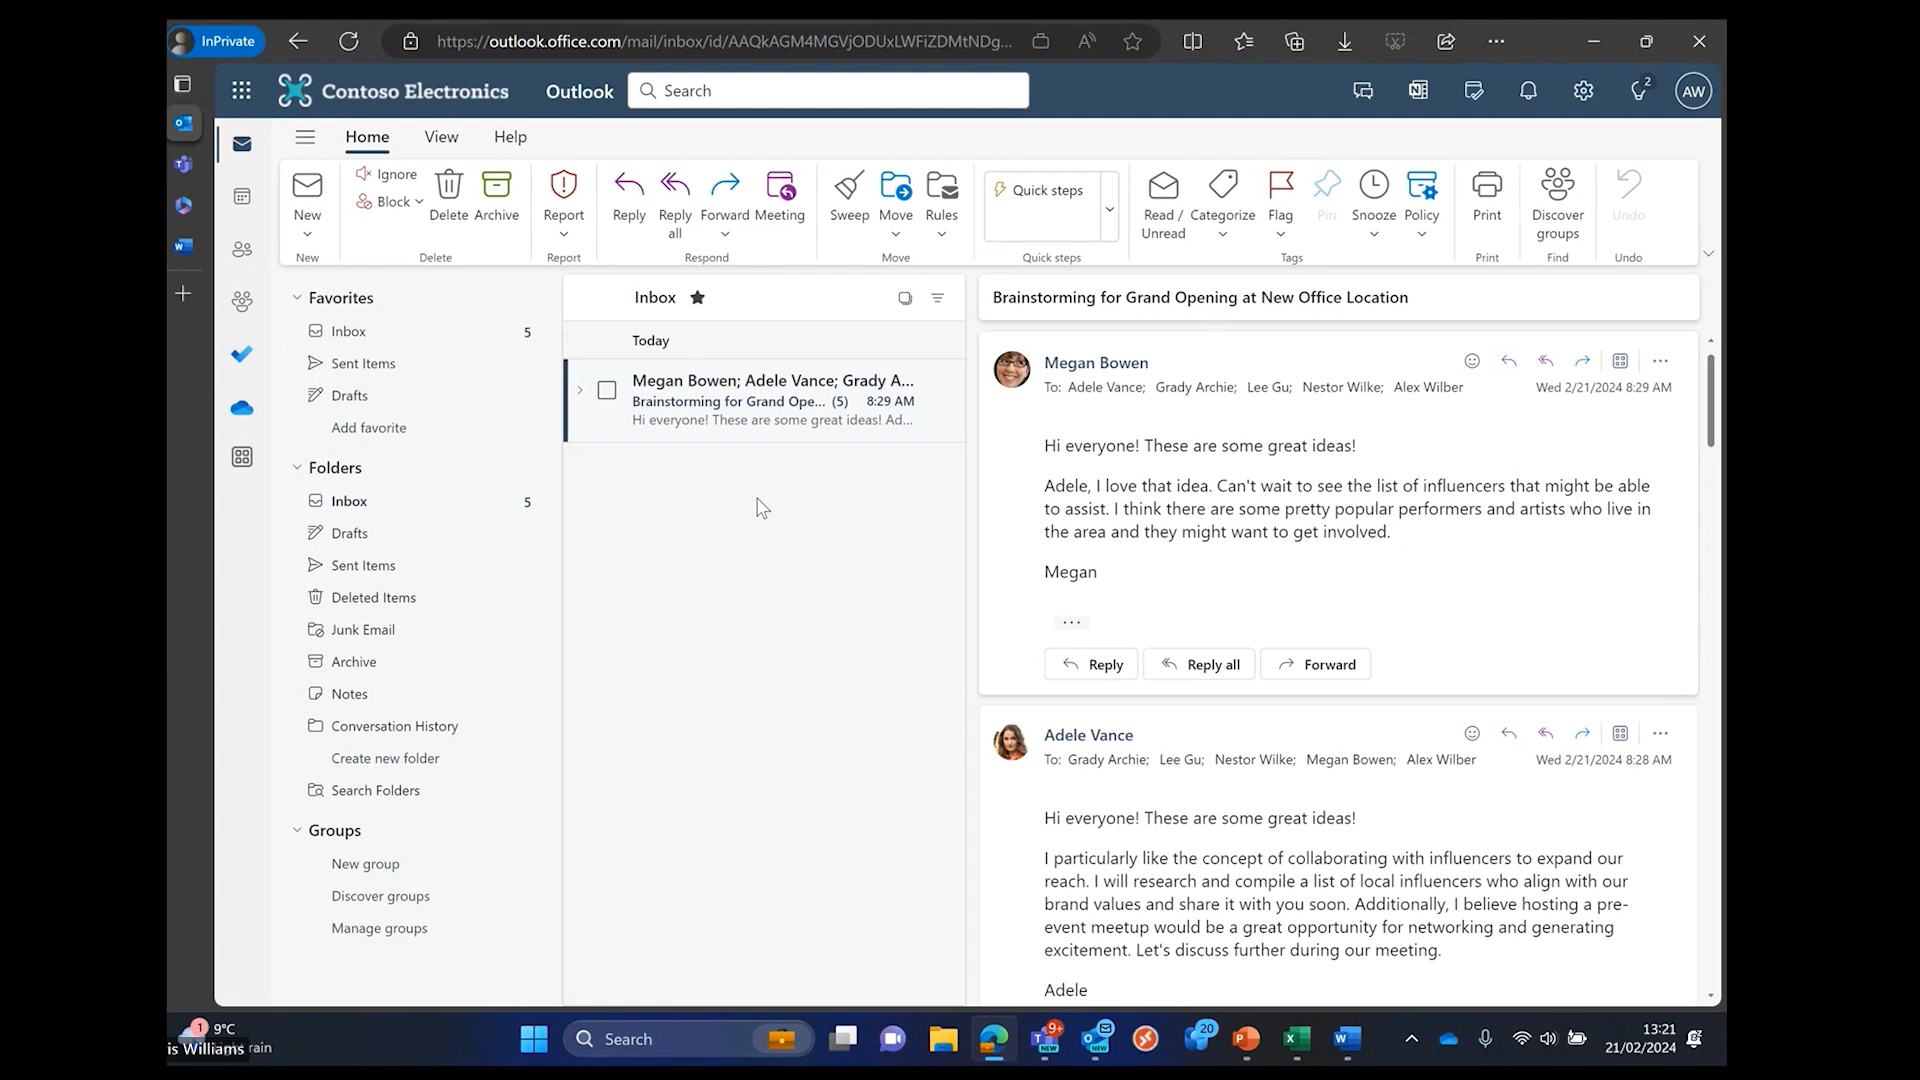 InPrivate
https://outlook.office.com/mail/inbox/id/AAQkAGM4MGVjODUxLWFiZDMtNDg...
Contoso Electronics
Outlook
Search
2
AW
Home View Help
Ignore
Block
New
Delete
Archive
Report
Reply
Reply all
Forward
Meeting
Sweep
Move
Rules
Quick steps
Read / Unread
Categorize
Flag
Pin
Snooze
Policy
Print
Discover groups
Undo
New
Delete
Report
Respond
Move
Quick steps
Tags
Print
Find
Undo
Favorites
Inbox 5
Sent Items
Drafts
Add favorite
Folders
Inbox 5
Drafts
Sent Items
Deleted Items
Junk Email
Archive
Notes
Conversation History
Create new folder
Search Folders
Groups
New group
Discover groups
Manage groups
Inbox
Today
Megan Bowen; Adele Vance; Grady A...
Brainstorming for Grand Ope... (5) 8:29 AM
Hi everyone! These are some great ideas! Ad...
Brainstorming for Grand Opening at New Office Location
Megan Bowen
To: Adele Vance; Grady Archie; Lee Gu; Nestor Wilke; Alex Wilber
Wed 2/21/2024 8:29 AM
Hi everyone! These are some great ideas!
Adele, I love that idea. Can't wait to see the list of influencers that might be able
to assist. I think there are some pretty popular performers and artists who live in
the area and they might want to get involved.
Megan
...
Reply
Reply all
Forward
Adele Vance
To: Grady Archie; Lee Gu; Nestor Wilke; Megan Bowen; Alex Wilber
Wed 2/21/2024 8:28 AM
Hi everyone! These are some great ideas!
I particularly like the concept of collaborating with influencers to expand our
reach. I will research and compile a list of local influencers who align with our
brand values and share it with you soon. Additionally, I believe hosting a pre-
event meetup would be a great opportunity for networking and generating
excitement. Let's discuss further during our meeting.
Adele
1
9°C
is Williams
rain
Search
9+
NEW
NEW
20
13:21
21/02/2024